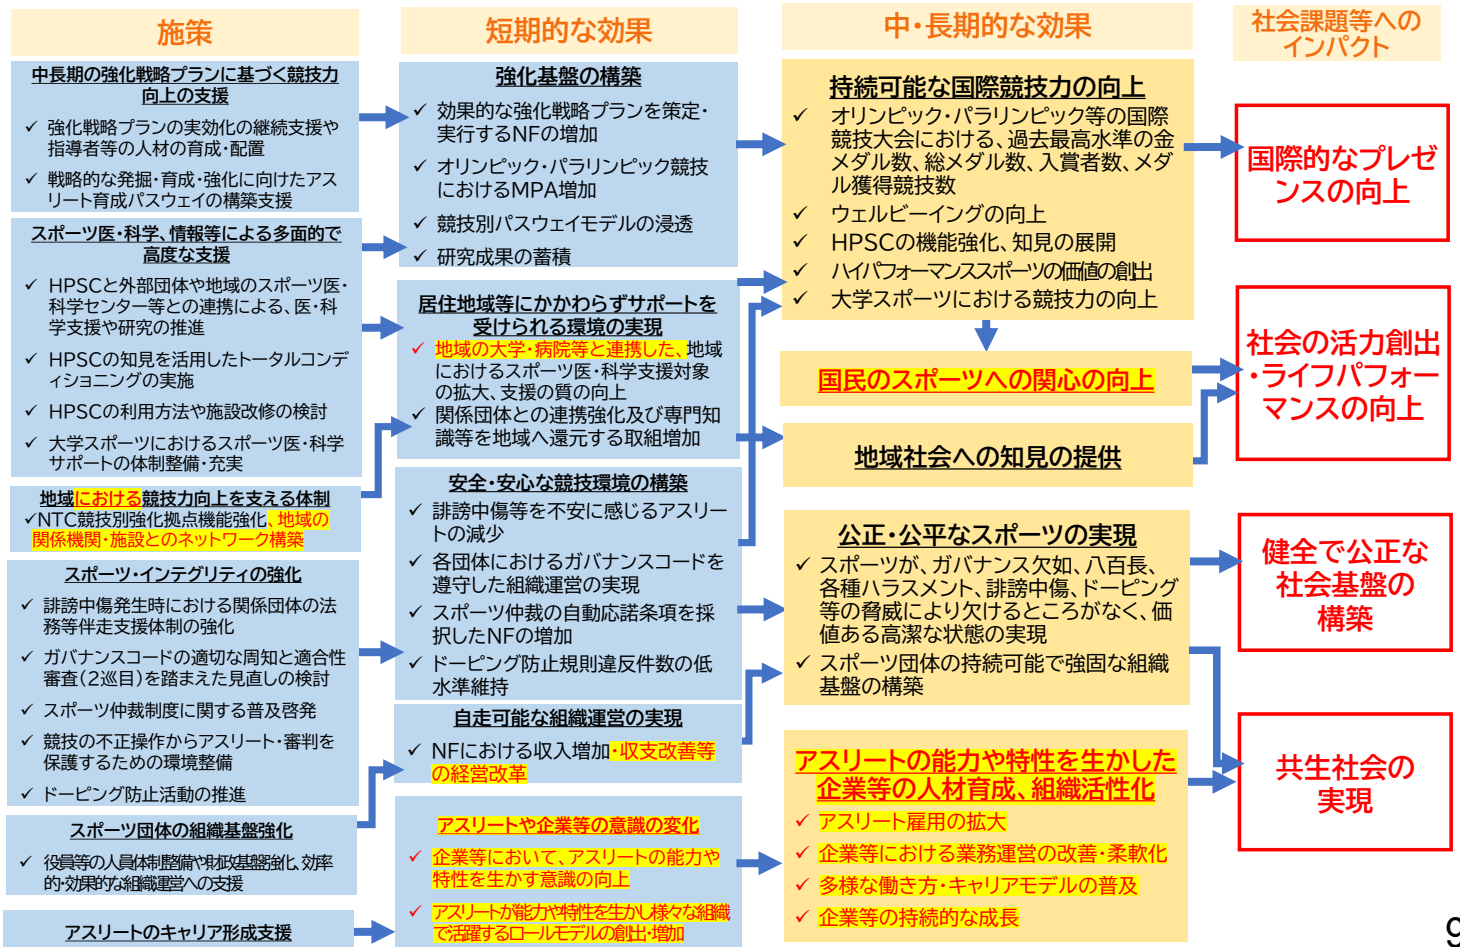 施策
中長期の強化戦略プランに基づく競技力
向上の支援
✓ 強化戦略プランの実効化の継続支援や
指導者等の人材の育成・配置
✓ 戦略的な発掘・育成・強化に向けたアス
リート育成パスウェイの構築支援
スポーツ医・科学、情報等による多面的で
高度な支援
✓ HPSCと外部団体や地域のスポーツ医・
科学センター等との連携による、医・科
学支援や研究の推進
✓ HPSCの知見を活用したトータルコンデ
ィショニングの実施
✓ HPSCの利用方法や施設改修の検討
✓ 大学スポーツにおけるスポーツ医・科学
サポートの体制整備・充実
地域における競技力向上を支える体制
✓NTC競技別強化拠点機能強化、地域の
関係機関・施設とのネットワーク構築
スポーツ・インテグリティの強化
✓ 誹謗中傷発生時における関係団体の法
務等伴走支援体制の強化
✓ ガバナンスコードの適切な周知と適合性
審査(2巡目)を踏まえた見直しの検討
✓ スポーツ仲裁制度に関する普及啓発
✓ 競技の不正操作からアスリート・審判を
保護するための環境整備
✓ ドーピング防止活動の推進
スポーツ団体の組織基盤強化
✓ 役員等の人員体制整備や財政基盤強化、効率
的・効果的な組織運営への支援
アスリートのキャリア形成支援
短期的な効果
強化基盤の構築
✓ 効果的な強化戦略プランを策定・
実行するNFの増加
✓ オリンピック・パラリンピック競技
におけるMPA増加
✓ 競技別パスウェイモデルの浸透
✓ 研究成果の蓄積
居住地域等にかかわらずサポートを
受けられる環境の実現
✓ 地域の大学・病院等と連携した、地域
におけるスポーツ医・科学支援対象
の拡大、支援の質の向上
✓ 関係団体との連携強化及び専門知
識等を地域へ還元する取組増加
安全・安心な競技環境の構築
✓ 誹謗中傷等を不安に感じるアスリー
トの減少
✓ 各団体におけるガバナンスコードを
遵守した組織運営の実現
✓ スポーツ仲裁の自動応諾条項を採
択したNFの増加
✓ ドーピング防止規則違反件数の低
水準維持
自走可能な組織運営の実現
✓ NFにおける収入増加・収支改善等
の経営改革
アスリートや企業等の意識の変化
✓ 企業等において、アスリートの能力や
特性を生かす意識の向上
✓ アスリートが能力や特性を生かし様々な組織
で活躍するロールモデルの創出・増加
中・長期的な効果
持続可能な国際競技力の向上
✓ オリンピック・パラリンピック等の国際
競技大会における、過去最高水準の金
メダル数、総メダル数、入賞者数、メダ
ル獲得競技数
✓ ウェルビーイングの向上
✓ HPSCの機能強化、知見の展開
✓ ハイパフォーマンススポーツの価値の創出
✓ 大学スポーツにおける競技力の向上
国民のスポーツへの関心の向上
地域社会への知見の提供
公正・公平なスポーツの実現
✓ スポーツが、ガバナンス欠如、八百長、
各種ハラスメント、誹謗中傷、ドーピング
等の脅威により欠けるところがなく、価
値ある高潔な状態の実現
✓ スポーツ団体の持続可能で強固な組織
基盤の構築
アスリートの能力や特性を生かした
企業等の人材育成、組織活性化
✓ アスリート雇用の拡大
✓ 企業等における業務運営の改善・柔軟化
✓ 多様な働き方・キャリアモデルの普及
✓ 企業等の持続的な成長
社会課題等への
インパクト
国際的なプレゼ
ンスの向上
社会の活力創出
・ライフパフォー
マンスの向上
健全で公正な
社会基盤の
構築
共生社会の
実現
9